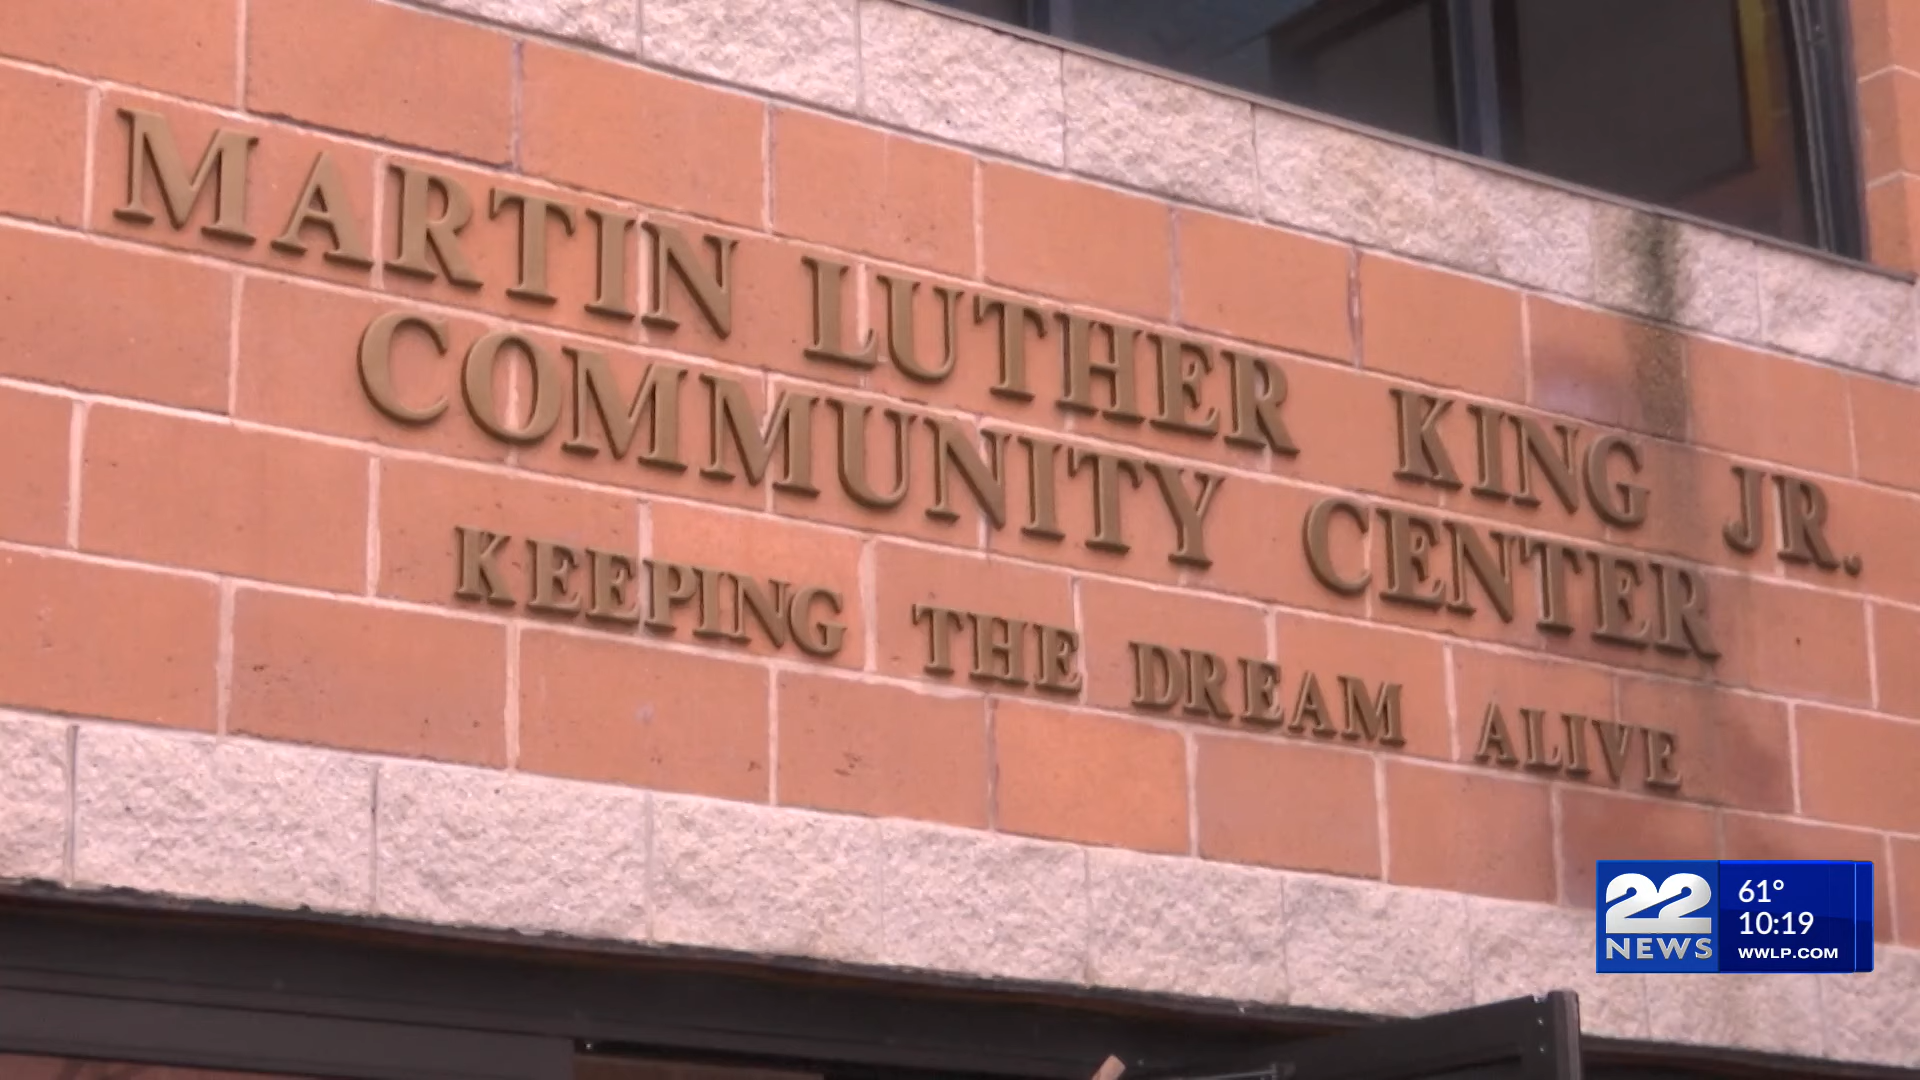 MARTIN LUTHER KING JR.
COMMUNITY CENTER
KEEPING THE DREAM ALIVE
22
NEWS
61°
10:19
WWLP.COM